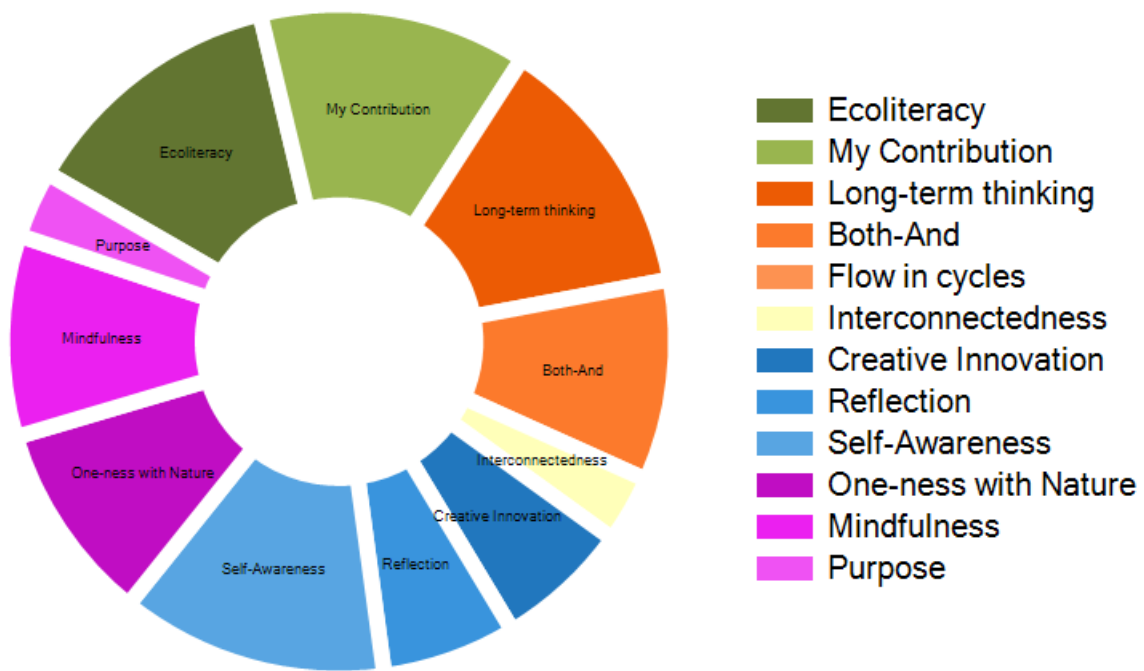 My Contribution
Ecoliteracy
Long-term thinking
Purpose
Mindfulness
Both-And
One-ness with Nature
Interconnectedness
Creative Innovation
Self-Awareness
Reflection
Ecoliteracy
My Contribution
Long-term thinking
Both-And
Flow in cycles
Interconnectedness
Creative Innovation
Reflection
Self-Awareness
One-ness with Nature
Mindfulness
Purpose